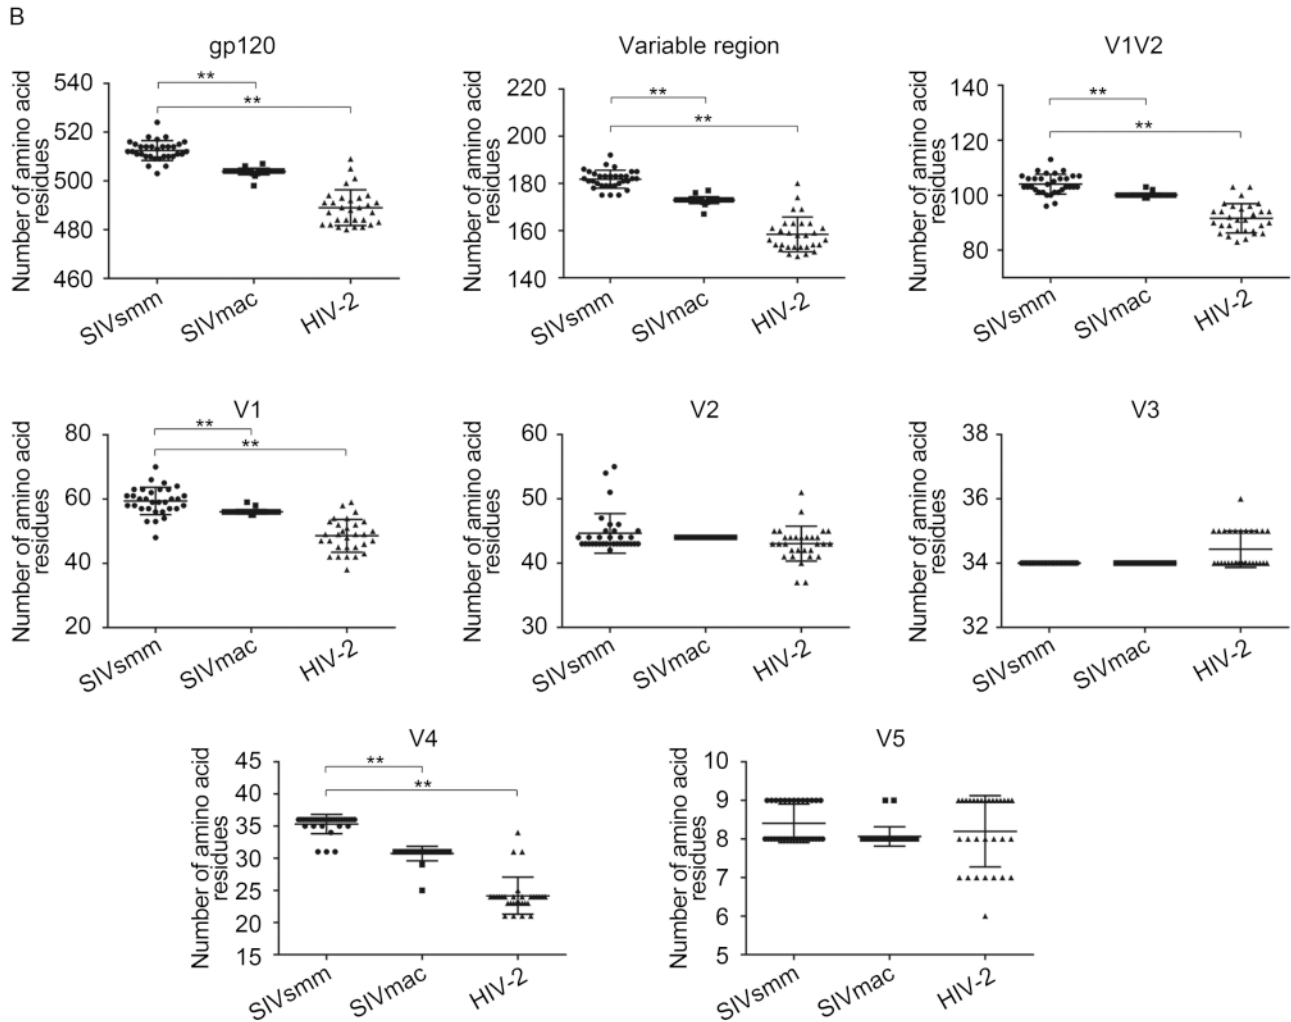 B
gp120
Number of amino acid
residues
540
520
500
480
460
**
**
SIVsmm
SIVmac
HIV-2
Variable region
Number of amino acid
residues
220
200
180
160
140
**
**
SIVsmm
SIVmac
HIV-2
V1V2
Number of amino acid
residues
140
120
100
80
**
**
SIVsmm
SIVmac
HIV-2
V1
Number of amino acid
residues
80
60
40
20
**
**
SIVsmm
SIVmac
HIV-2
V2
Number of amino acid
residues
60
50
40
30
SIVsmm
SIVmac
HIV-2
V3
Number of amino acid
residues
38
36
34
32
SIVsmm
SIVmac
HIV-2
V4
Number of amino acid
residues
45
40
35
30
25
20
15
**
**
SIVsmm
SIVmac
HIV-2
V5
Number of amino acid
residues
10
9
8
7
6
5
SIVsmm
SIVmac
HIV-2